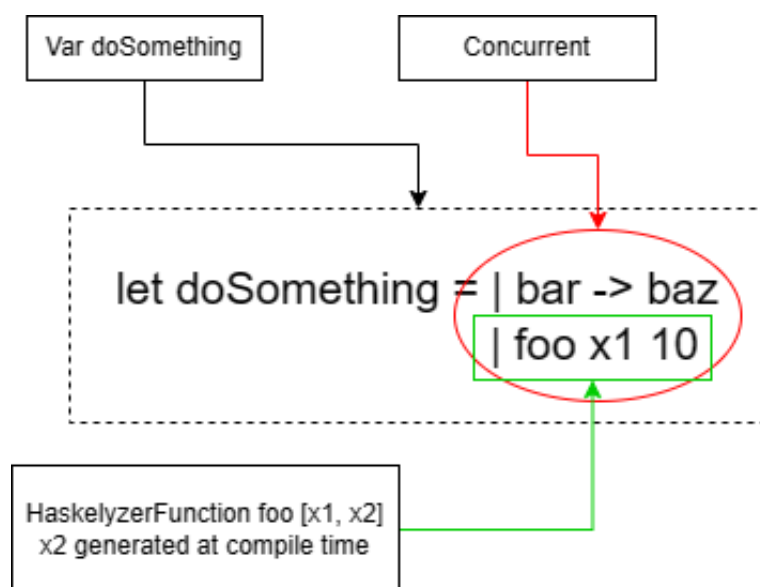 Var doSomething
Concurrent
let doSomething = | bar -> baz
| foo x1 10
HaskelyzerFunction foo [x1, x2]
x2 generated at compile time